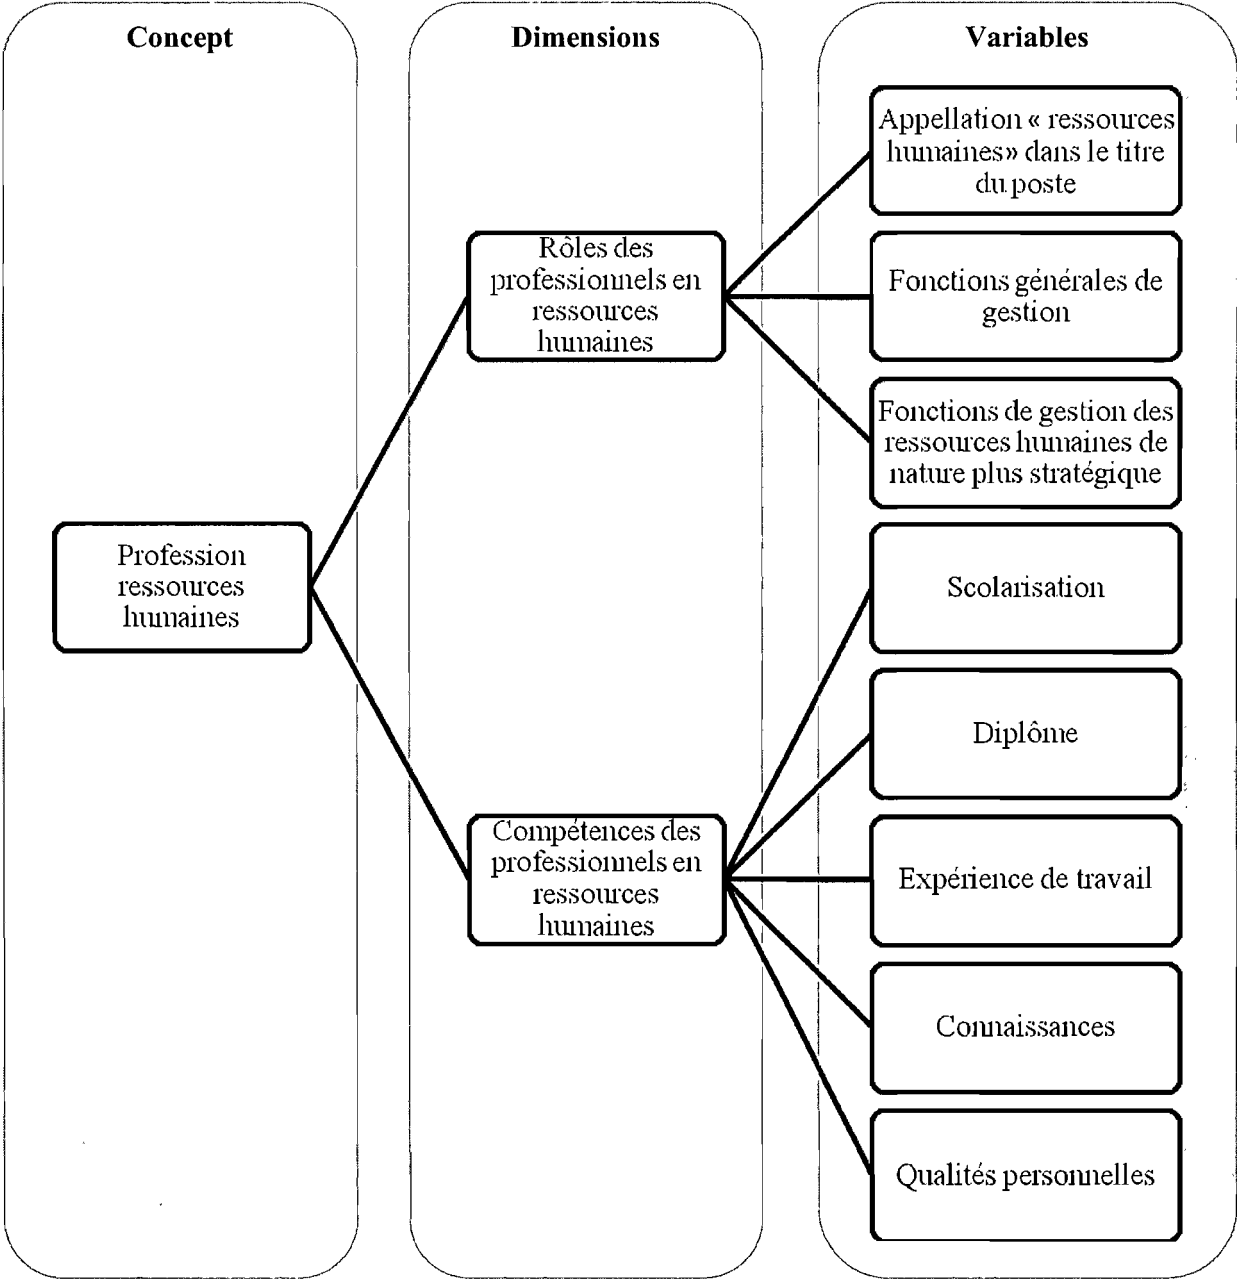 Concept
Dimensions
Variables
Profession
ressources
humaines
Rôles des
professionnels en
ressources
humaines
Compétences des
professionnels en
ressources
humaines
Appellation « ressources
humaines» dans le titre
du poste
Fonctions générales de
gestion
Fonctions de gestion des
ressources humaines de
nature plus stratégique
Scolarisation
Diplôme
Expérience de travail
Connaissances
Qualités personnelles